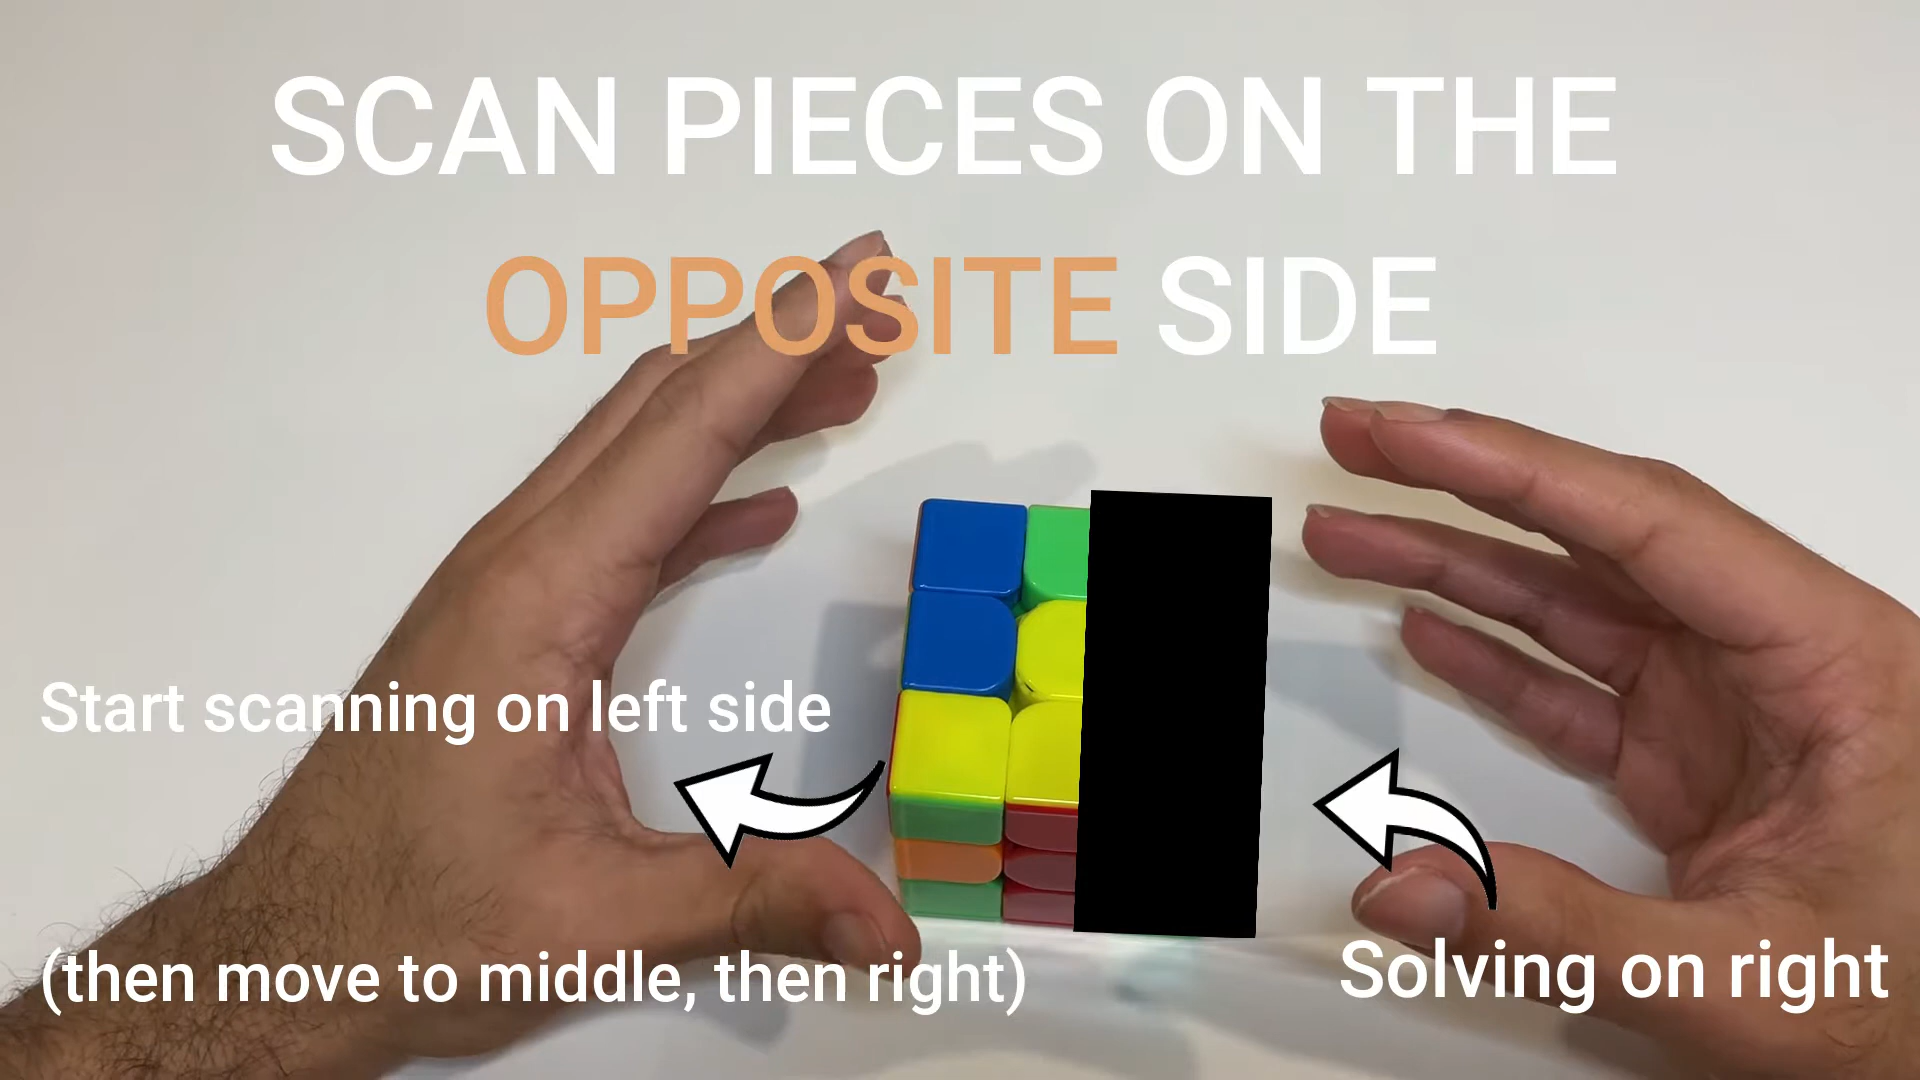 SCAN PIECES ON THE
OPPOSITE SIDE
Start scanning on left side
(then move to middle, then right)
Solving on right